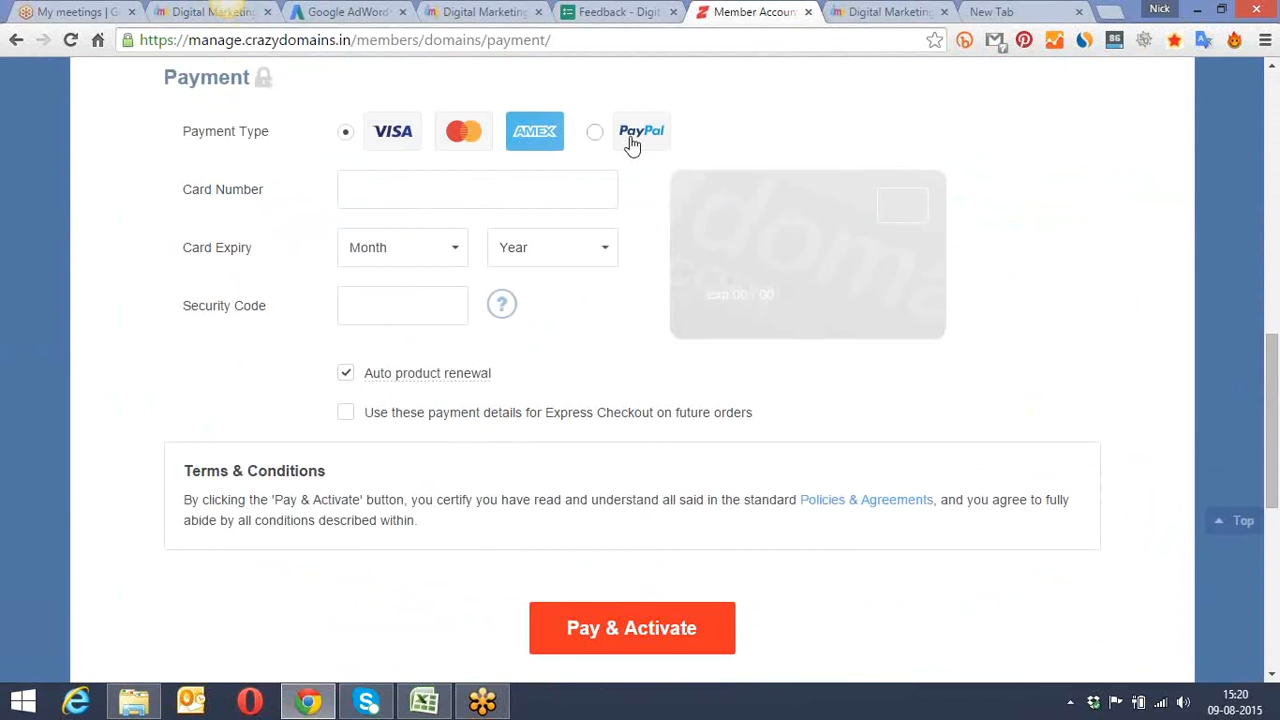 My meetings | G
Digital Marketing
Google AdWord
Digital Marketing
Feedback - Digit
Member Accoun
Digital Marketing
New Tab
Nick
https://manage.crazydomains.in/members/domains/payment/
Payment
Payment Type
VISA
AMEX
PayPal
Card Number
Card Expiry
Month
Year
exp 00 / 00
Security Code
?
Auto product renewal
Use these payment details for Express Checkout on future orders
Terms & Conditions
By clicking the 'Pay & Activate' button, you certify you have read and understand all said in the standard Policies & Agreements, and you agree to fully
abide by all conditions described within.
Top
Pay & Activate
15:20
09-08-2015